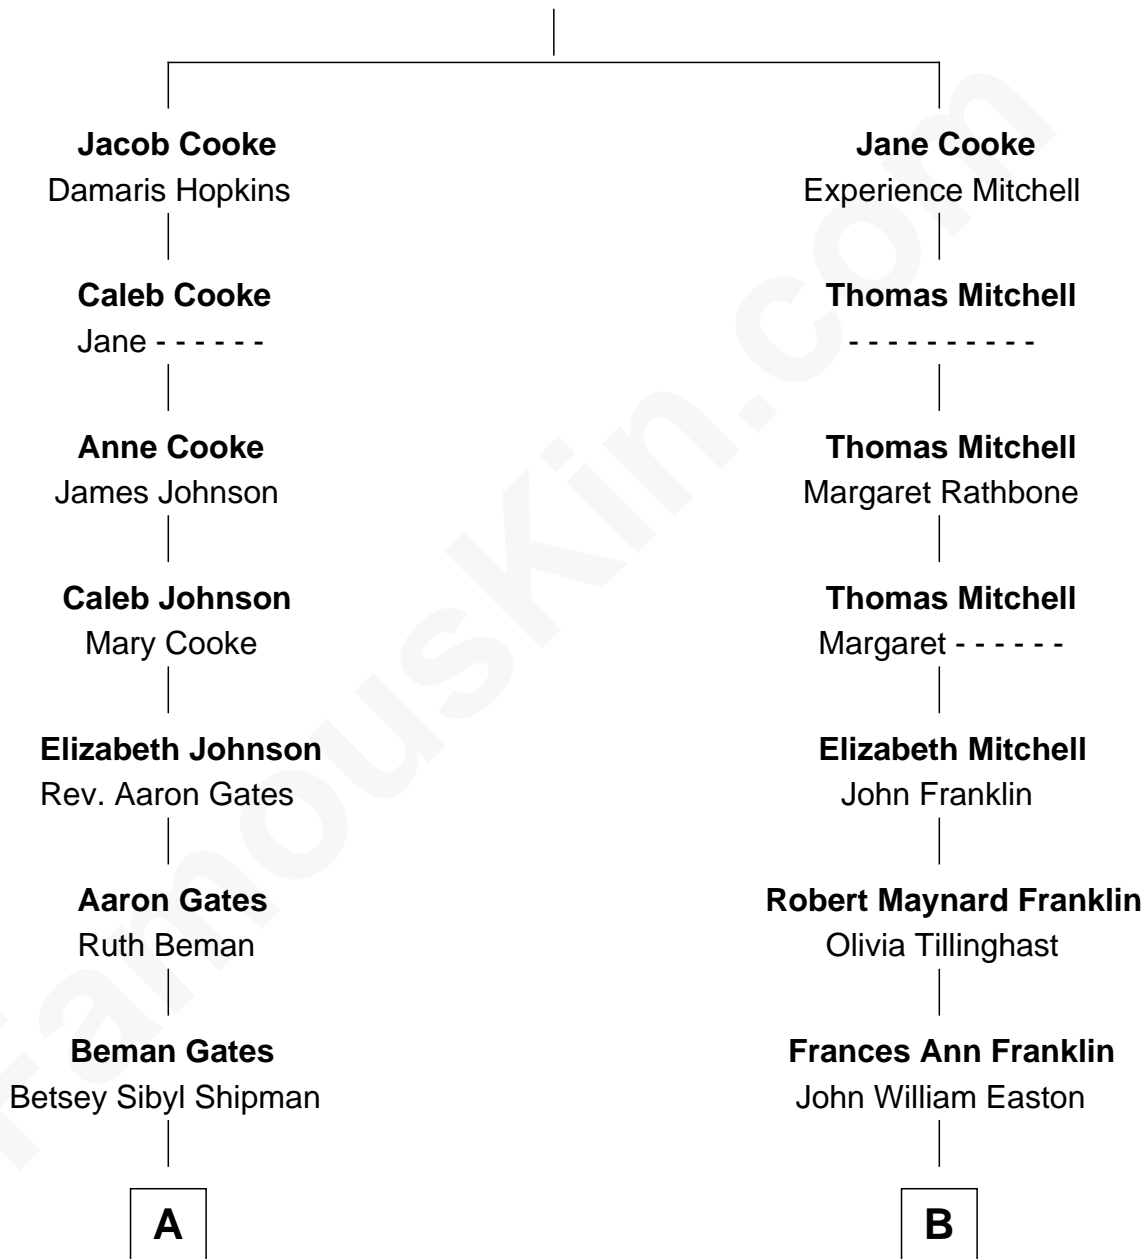 Jacob Cooke
Damaris Hopkins
Caleb Cooke
Jane - - - - - -
Anne Cooke
James Johnson
Caleb Johnson
Mary Cooke
Elizabeth Johnson
Rev. Aaron Gates
Aaron Gates
Ruth Beman
Beman Gates
Betsey Sibyl Shipman
A
Jane Cooke
Experience Mitchell
Thomas Mitchell
- - - - - - - - - -
Thomas Mitchell
Margaret Rathbone
Thomas Mitchell
Margaret - - - - - -
Elizabeth Mitchell
John Franklin
Robert Maynard Franklin
Olivia Tillinghast
Frances Ann Franklin
John William Easton
B
FamousKin.com